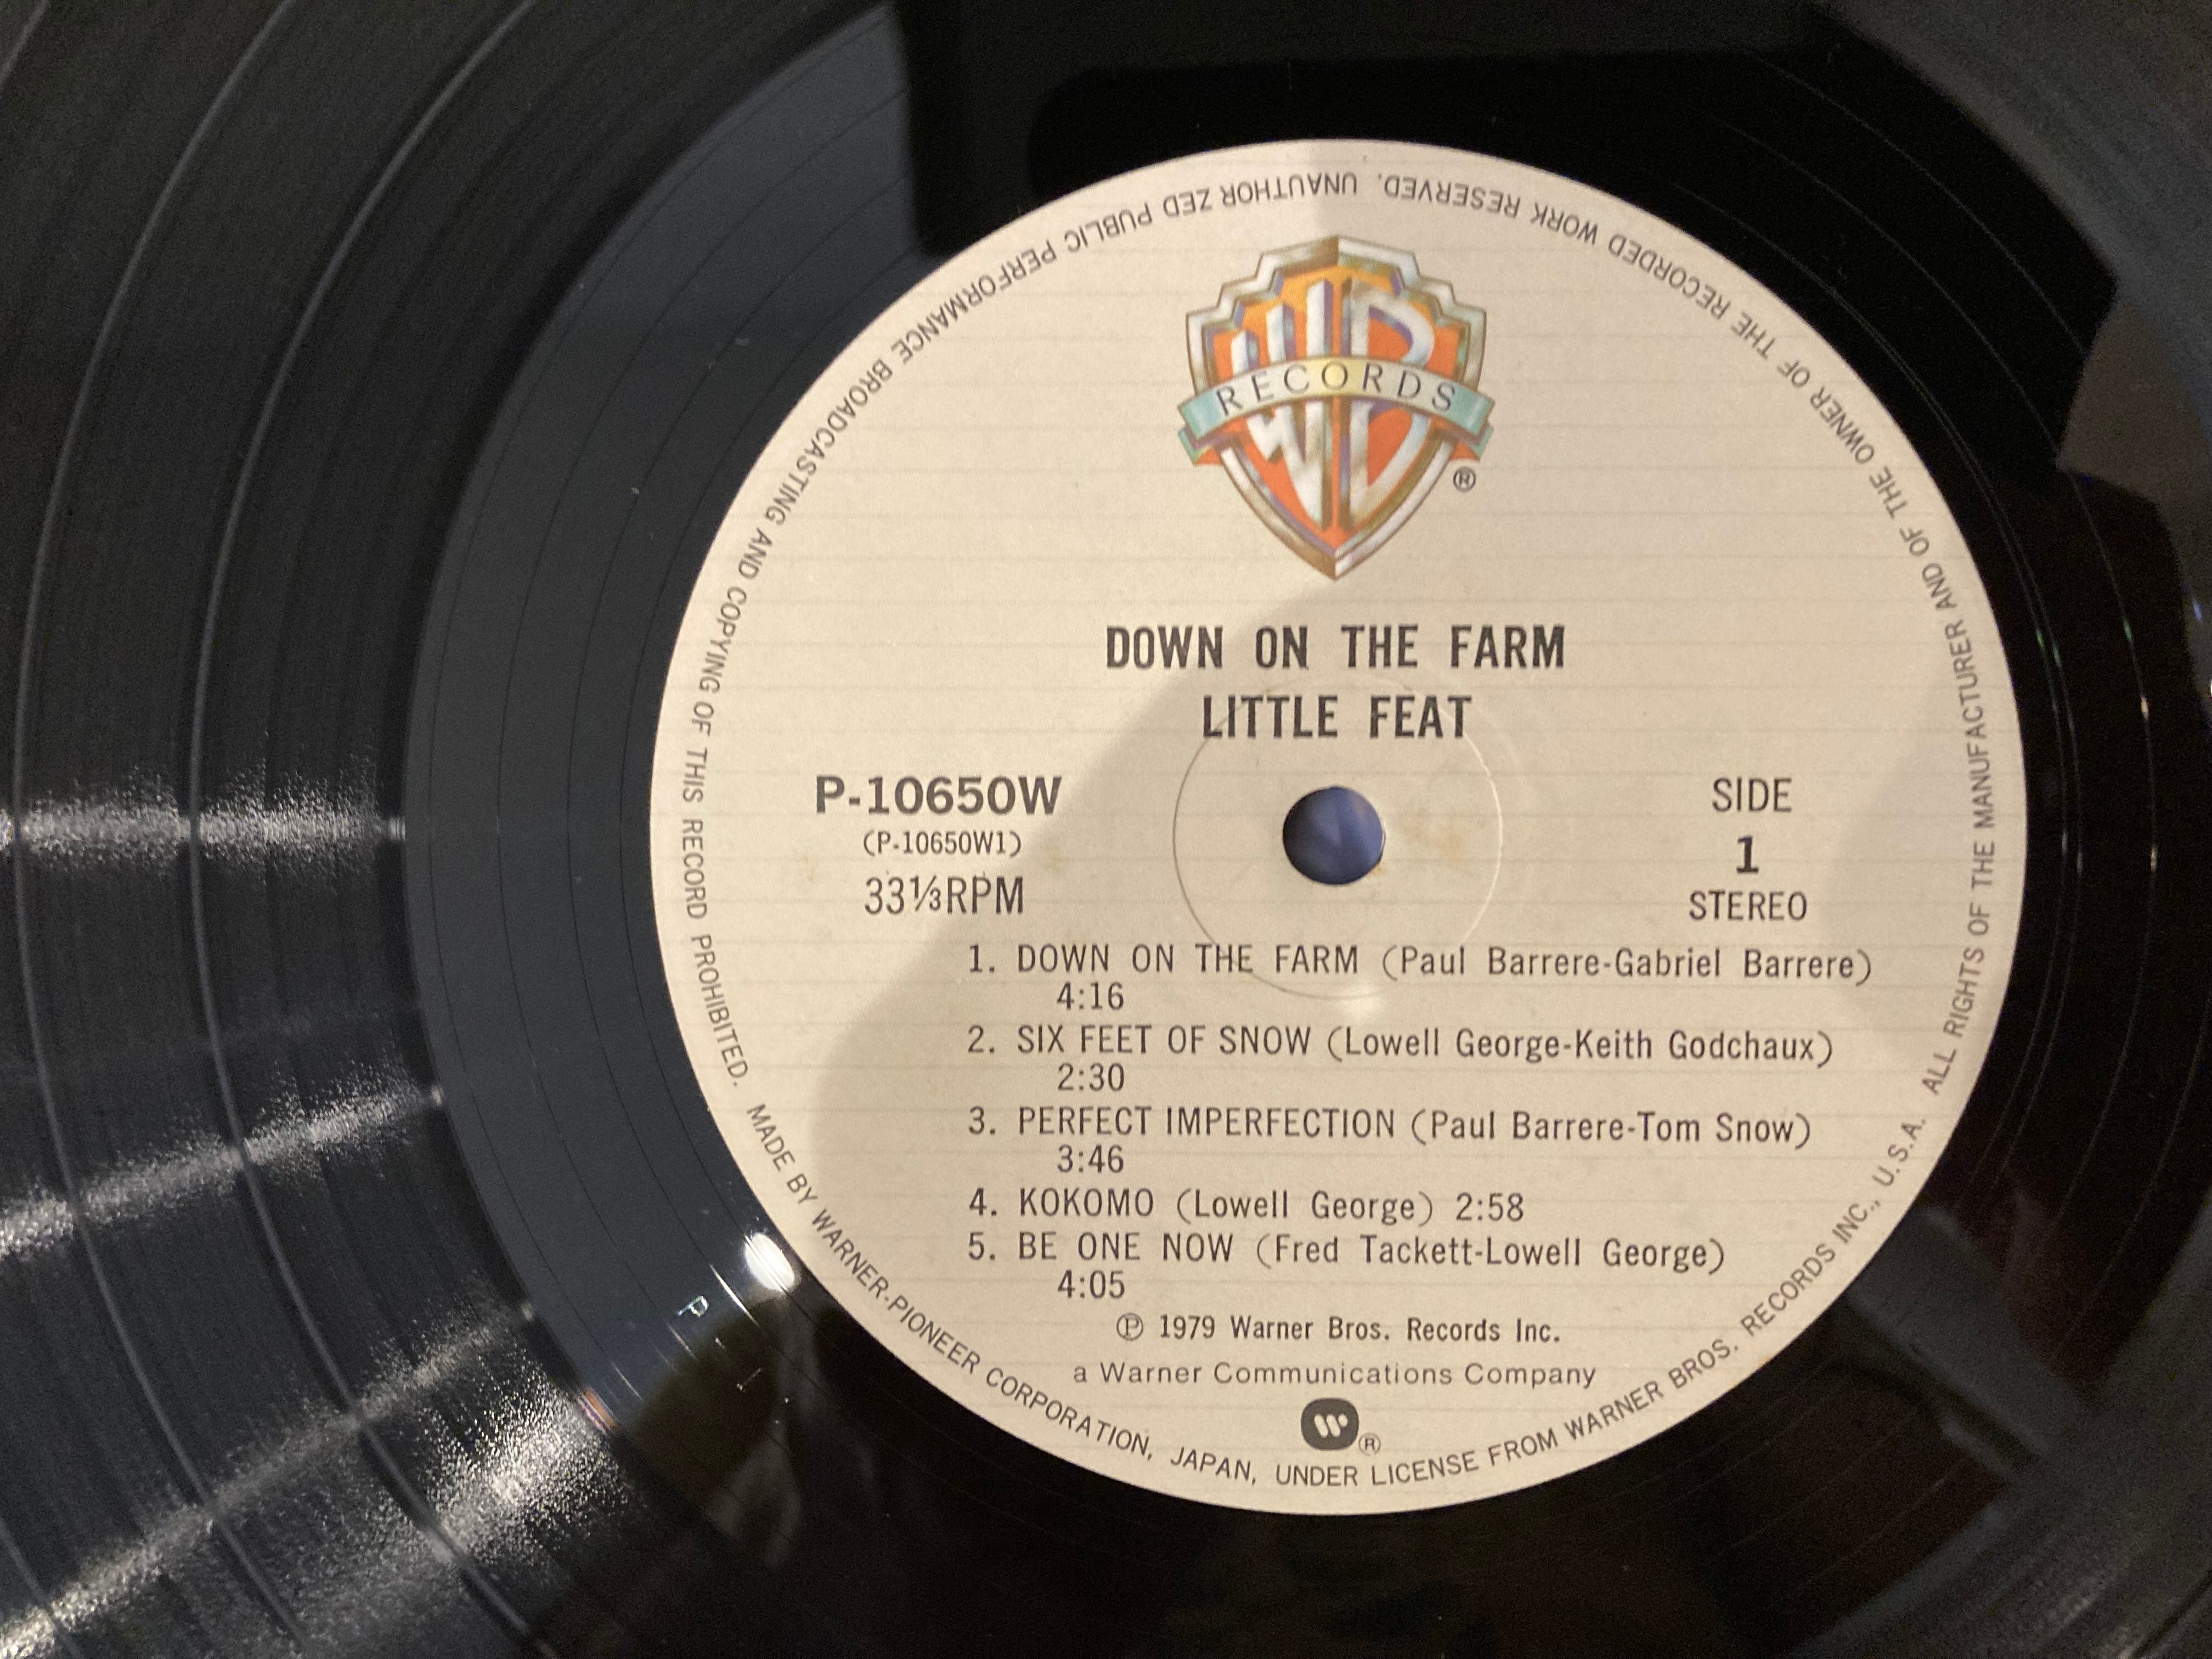 WB
RECORDS
®
DOWN ON THE FARM
LITTLE FEAT
P-10650W
(P-10650W1)
33⅓RPM
SIDE
1
STEREO
1. DOWN ON THE FARM (Paul Barrere-Gabriel Barrere)
4:16
2. SIX FEET OF SNOW (Lowell George-Keith Godchaux)
2:30
3. PERFECT IMPERFECTION (Paul Barrere-Tom Snow)
3:46
4. KOKOMO (Lowell George) 2:58
5. BE ONE NOW (Fred Tackett-Lowell George)
4:05
℗ 1979 Warner Bros. Records Inc.
a Warner Communications Company
W®
MADE BY WARNER-PIONEER CORPORATION, JAPAN, UNDER LICENSE FROM WARNER BROS. RECORDS INC., U.S.A. ALL RIGHTS OF THE MANUFACTURER AND OF THE OWNER OF THE RECORDED WORK RESERVED. UNAUTHOR ZED PUBLIC PERFORMANCE BROADCASTING AND COPYING OF THIS RECORD PROHIBITED.
P